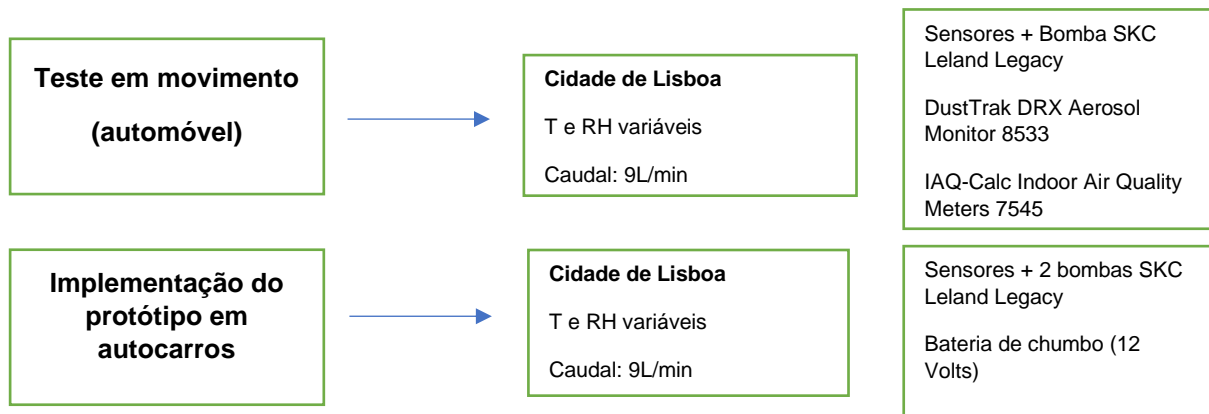 Teste em movimento
(automóvel)
Cidade de Lisboa
T e RH variáveis
Caudal: 9L/min
Sensores + Bomba SKC
Leland Legacy
DustTrak DRX Aerosol
Monitor 8533
IAQ-Calc Indoor Air Quality
Meters 7545
Implementação do
protótipo em
autocarros
Cidade de Lisboa
T e RH variáveis
Caudal: 9L/min
Sensores + 2 bombas SKC
Leland Legacy
Bateria de chumbo (12
Volts)